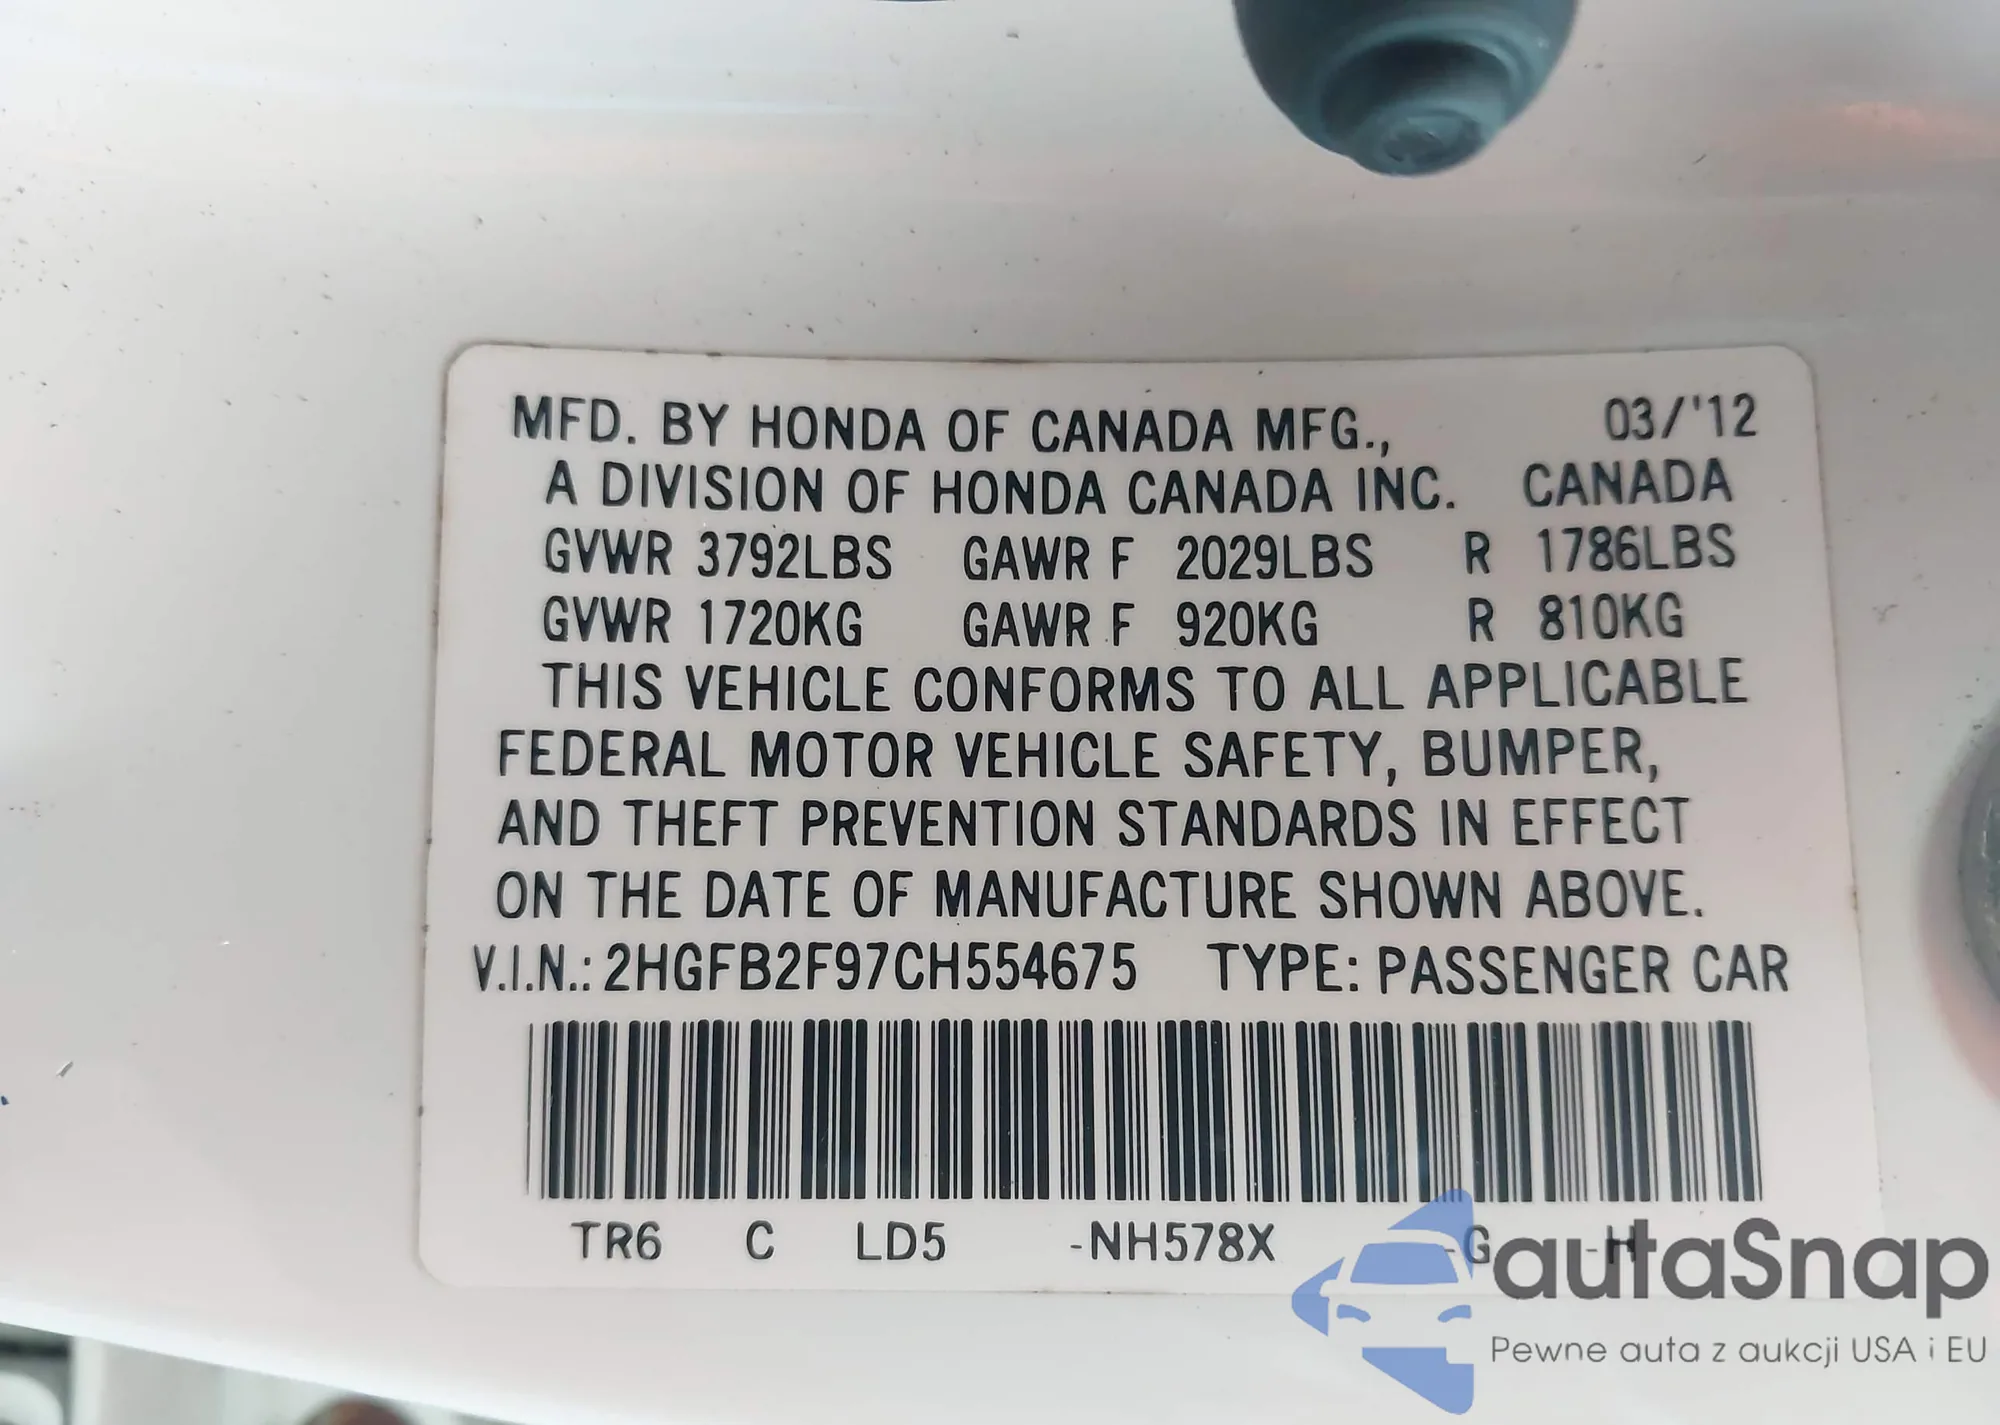 MFD. BY HONDA OF CANADA MFG., 03/'12
A DIVISION OF HONDA CANADA INC. CANADA
GVWR 3792LBS GAWR F 2029LBS R 1786LBS
GVWR 1720KG GAWR F 920KG R 810KG
THIS VEHICLE CONFORMS TO ALL APPLICABLE
FEDERAL MOTOR VEHICLE SAFETY, BUMPER,
AND THEFT PREVENTION STANDARDS IN EFFECT
ON THE DATE OF MANUFACTURE SHOWN ABOVE.
V.I.N.: 2HGFB2F97CH554675 TYPE: PASSENGER CAR
TR6 C LD5 -NH578X -G -H
autaSnap
Pewne auta z aukcji USA i EU